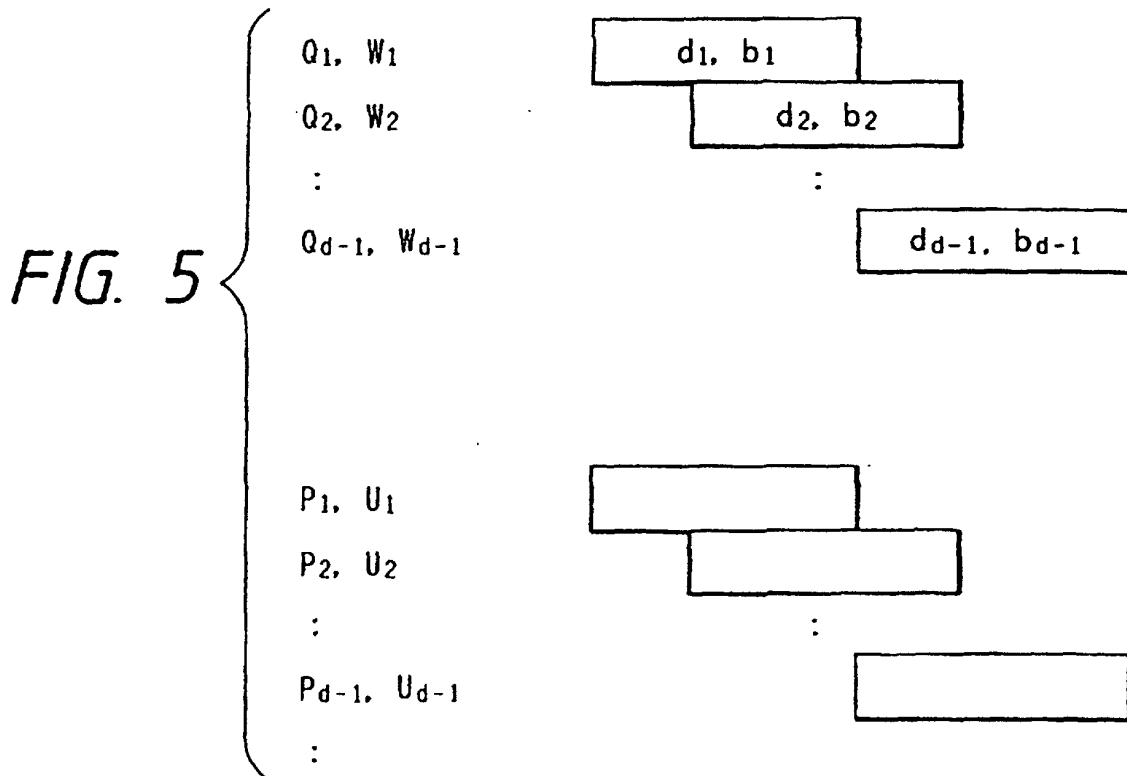 Q1, W1 d1, b1
Q2, W2 d2, b2
: :
Qd-1, Wd-1 dd-1, bd-1
FIG. 5
P1, U1
P2, U2
: :
Pd-1, Ud-1
: